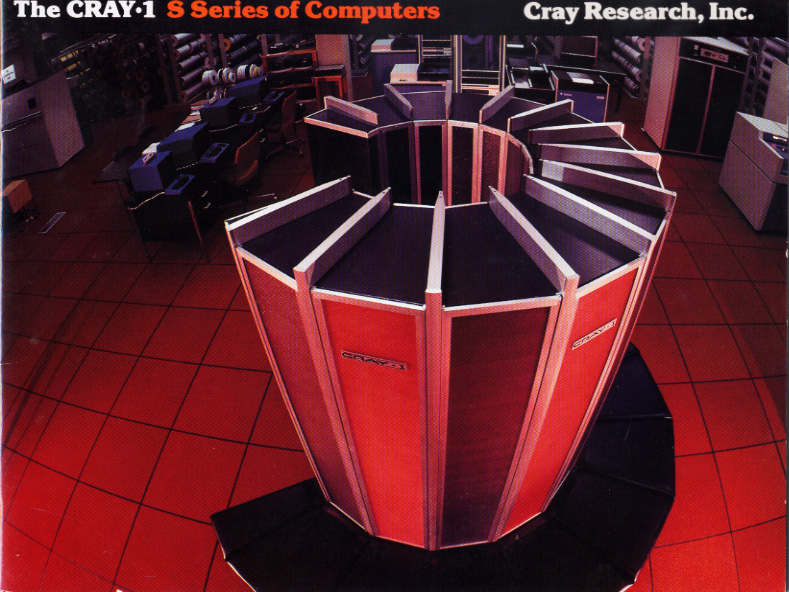 The CRAY·1 S Series of Computers Cray Research, Inc.
CRAY-1
CRAY-1